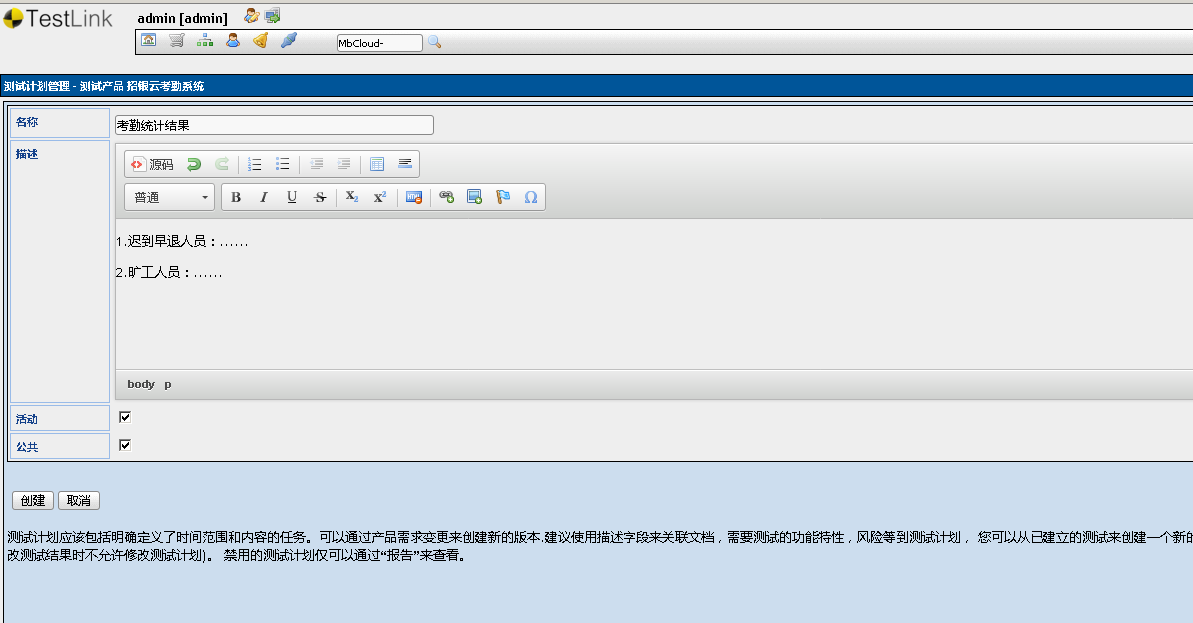 TestLink
admin [admin]
MbCloud-
测试计划管理 - 测试产品 招银云考勤系统
名称
考勤统计结果
描述
源码
普通
B I U S X₂ X² Ω
1.迟到早退人员：……
2.旷工人员：……
body p
活动
公共
创建 取消
测试计划应该包括明确定义了时间范围和内容的任务。可以通过产品需求变更来创建新的版本.建议使用描述字段来关联文档，需要测试的功能特性，风险等到测试计划， 您可以从已建立的测试来创建一个新的
改测试结果时不允许修改测试计划)。 禁用的测试计划仅可以通过“报告”来查看。